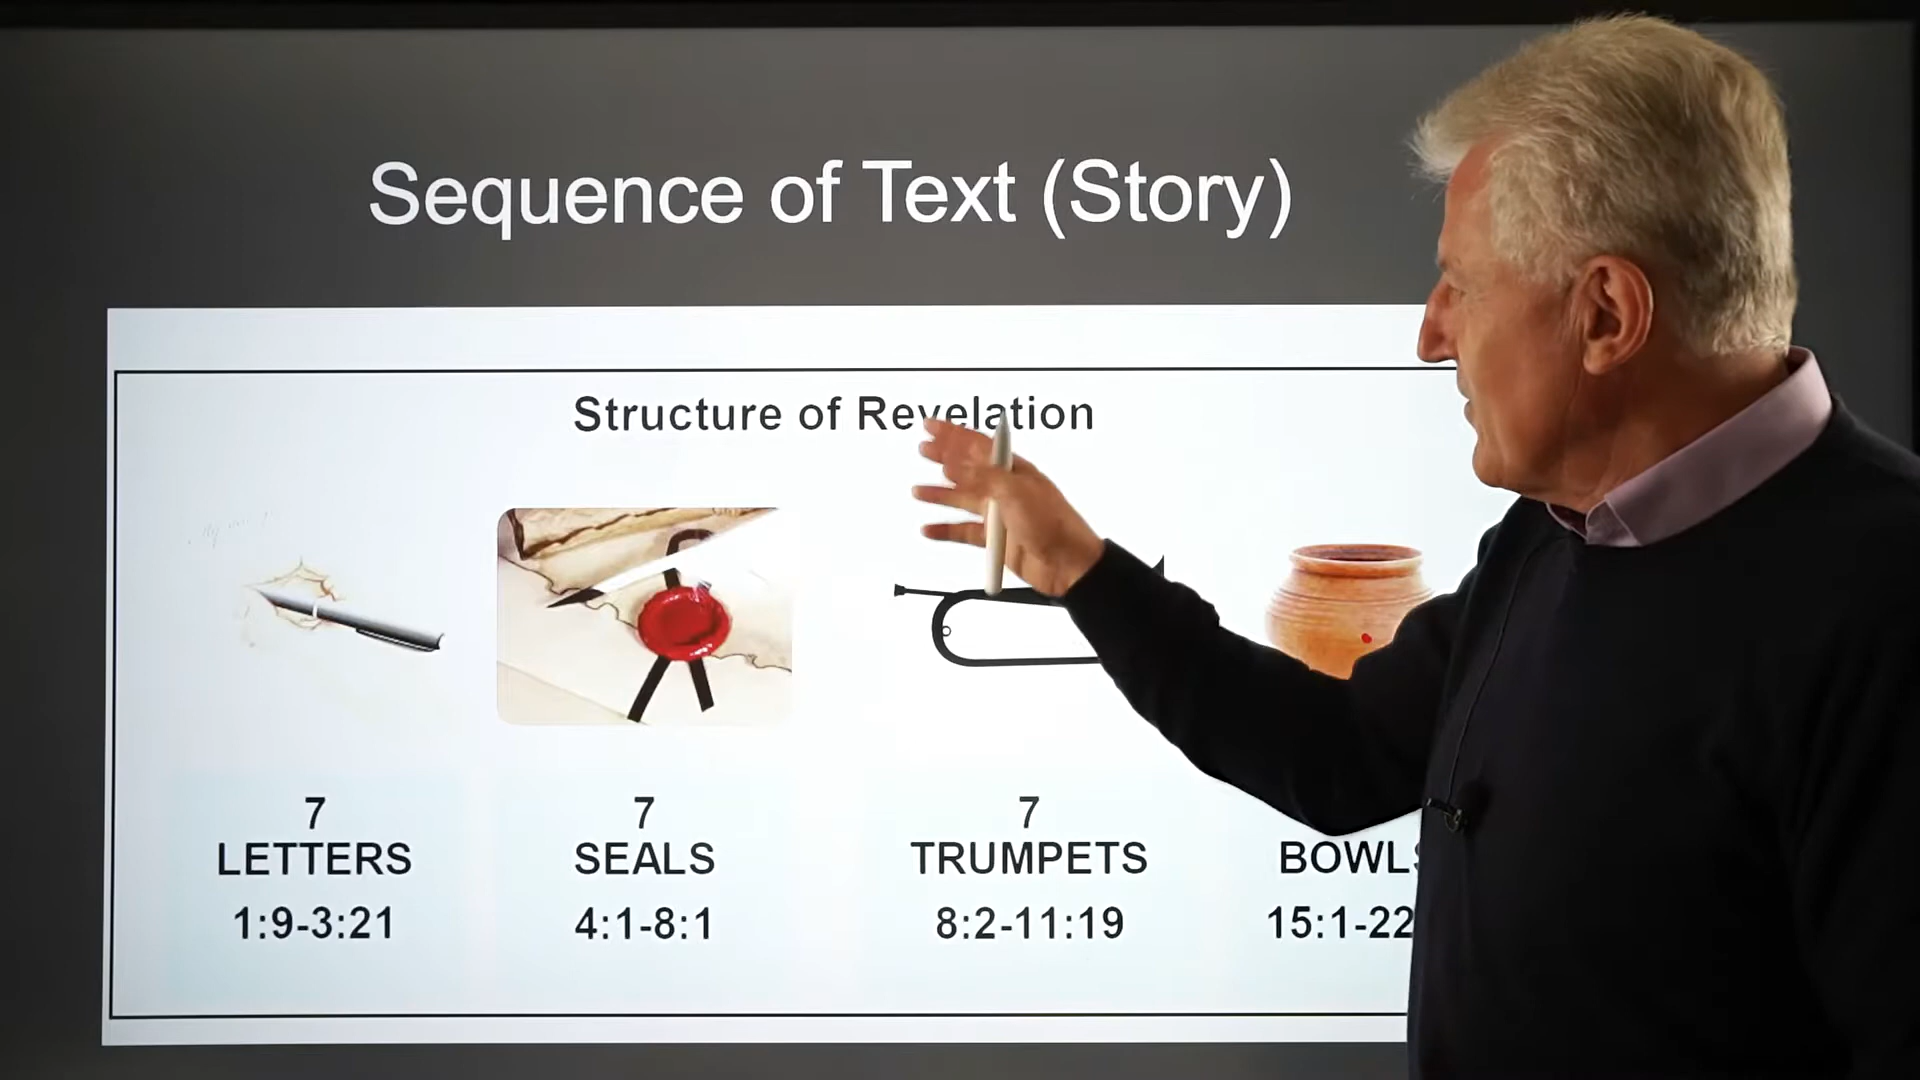 Sequence of Text (Story)
Structure of Revelation
7
LETTERS
1:9-3:21
7
SEALS
4:1-8:1
7
TRUMPETS
8:2-11:19
BOWLS
15:1-22